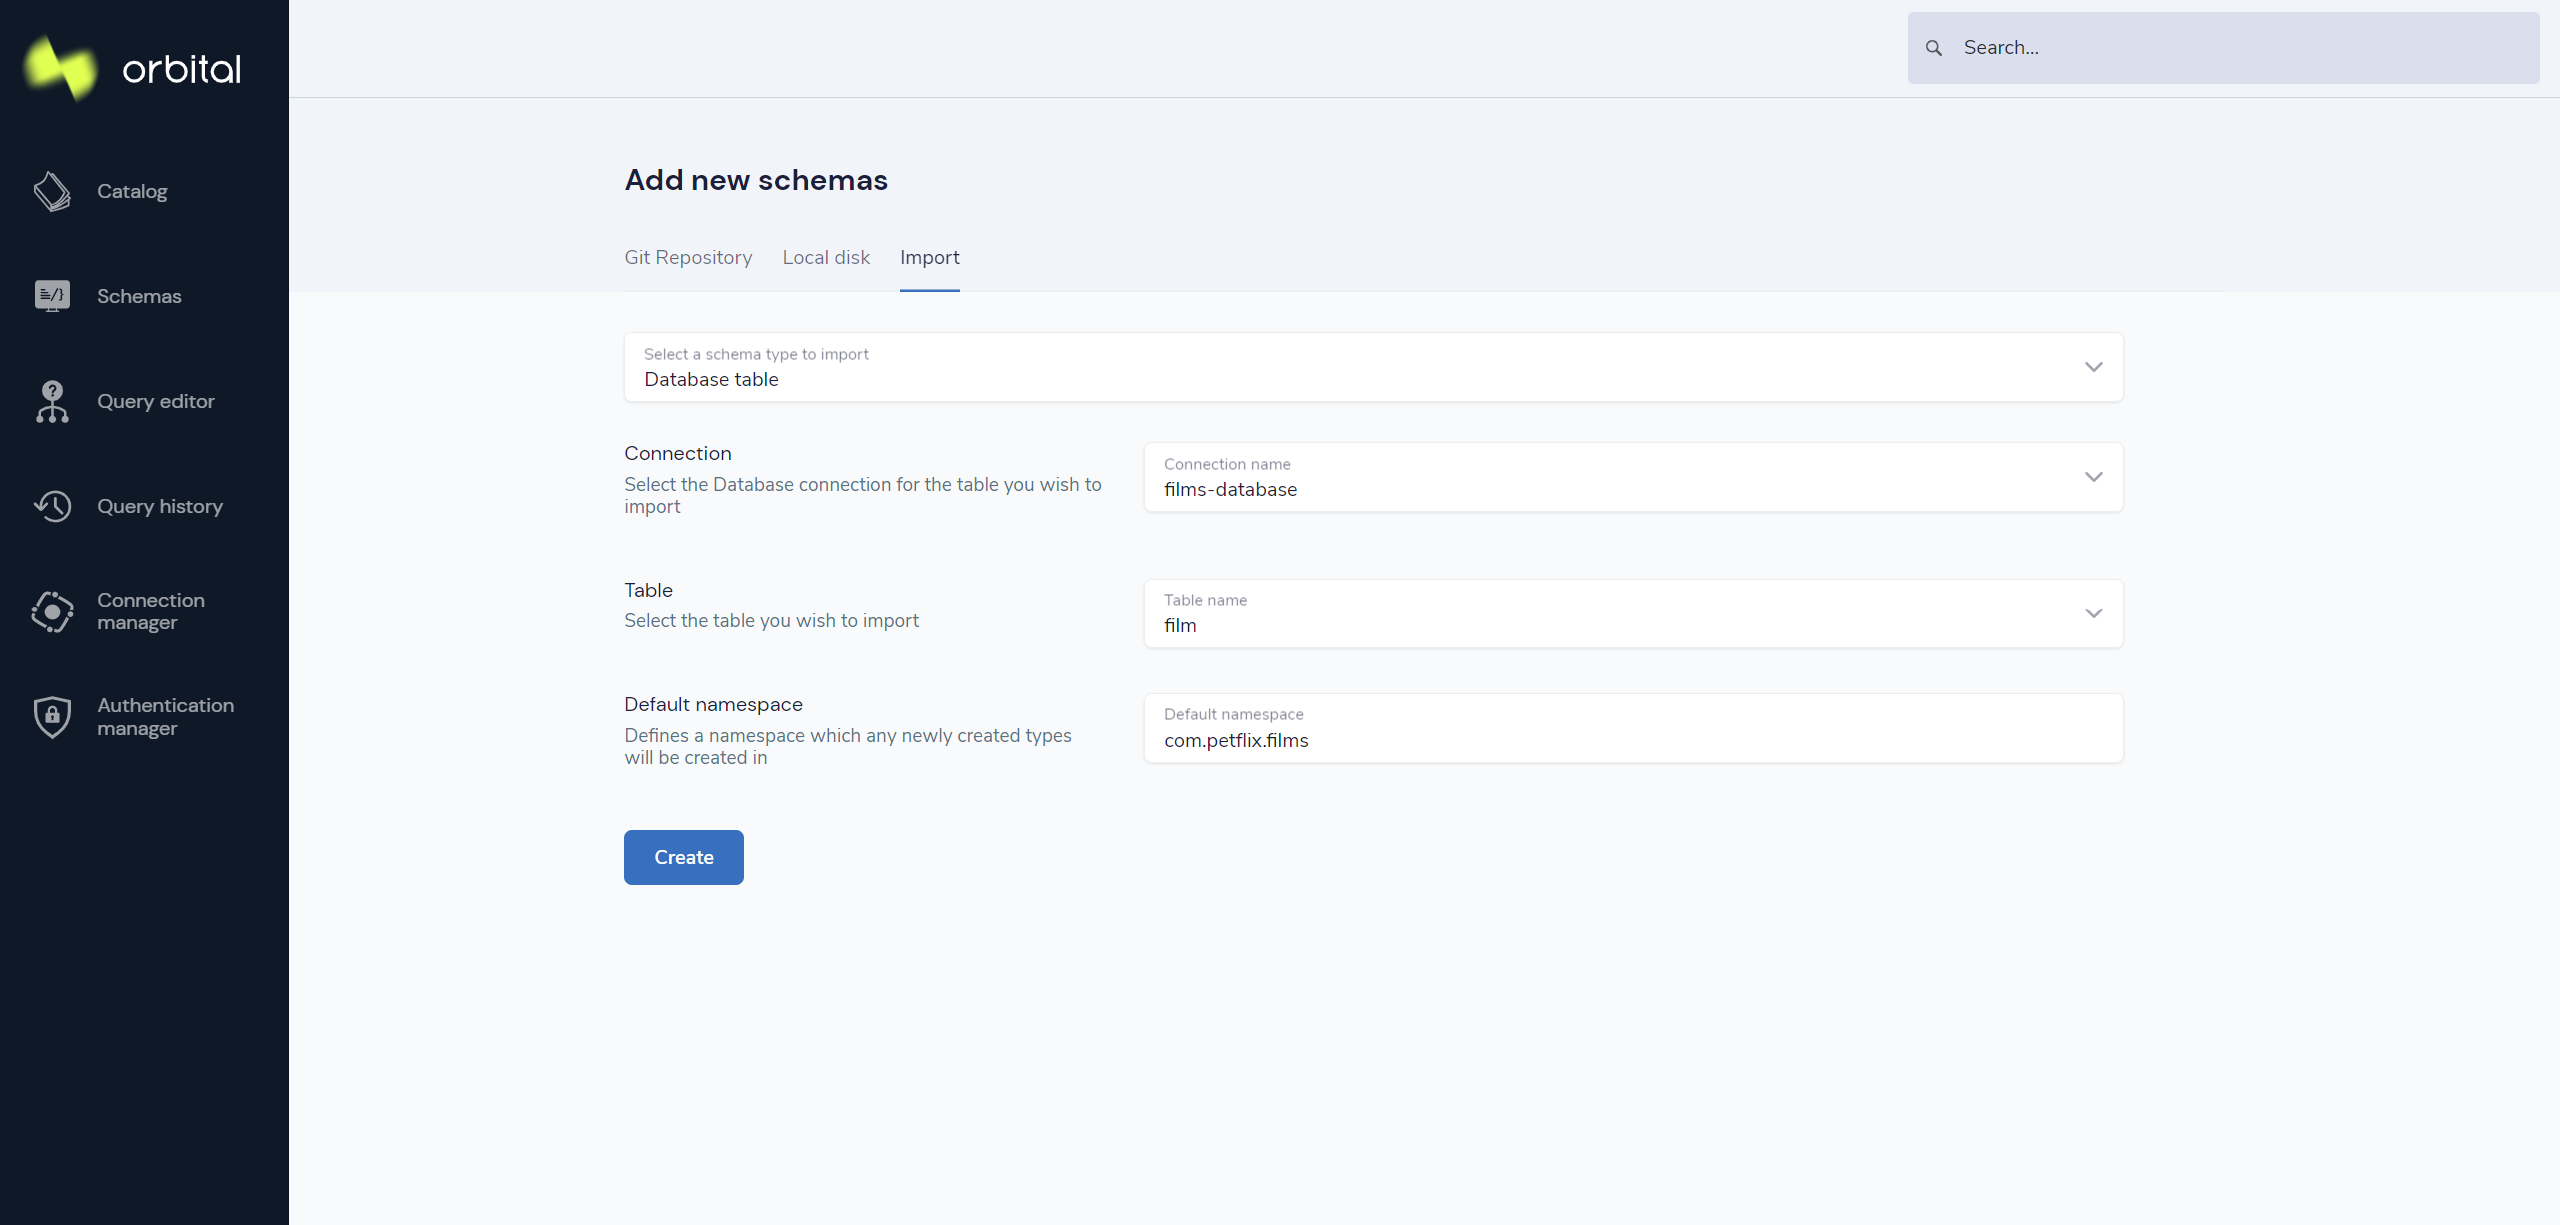 orbital
Search...
Catalog
Schemas
Query editor
Query history
Connection
manager
Authentication
manager
Add new schemas
Git Repository Local disk Import
Select a schema type to import
Database table
Connection
Select the Database connection for the table you wish to
import
Connection name
films-database
Table
Select the table you wish to import
Table name
film
Default namespace
Defines a namespace which any newly created types
will be created in
Default namespace
com.petflix.films
Create